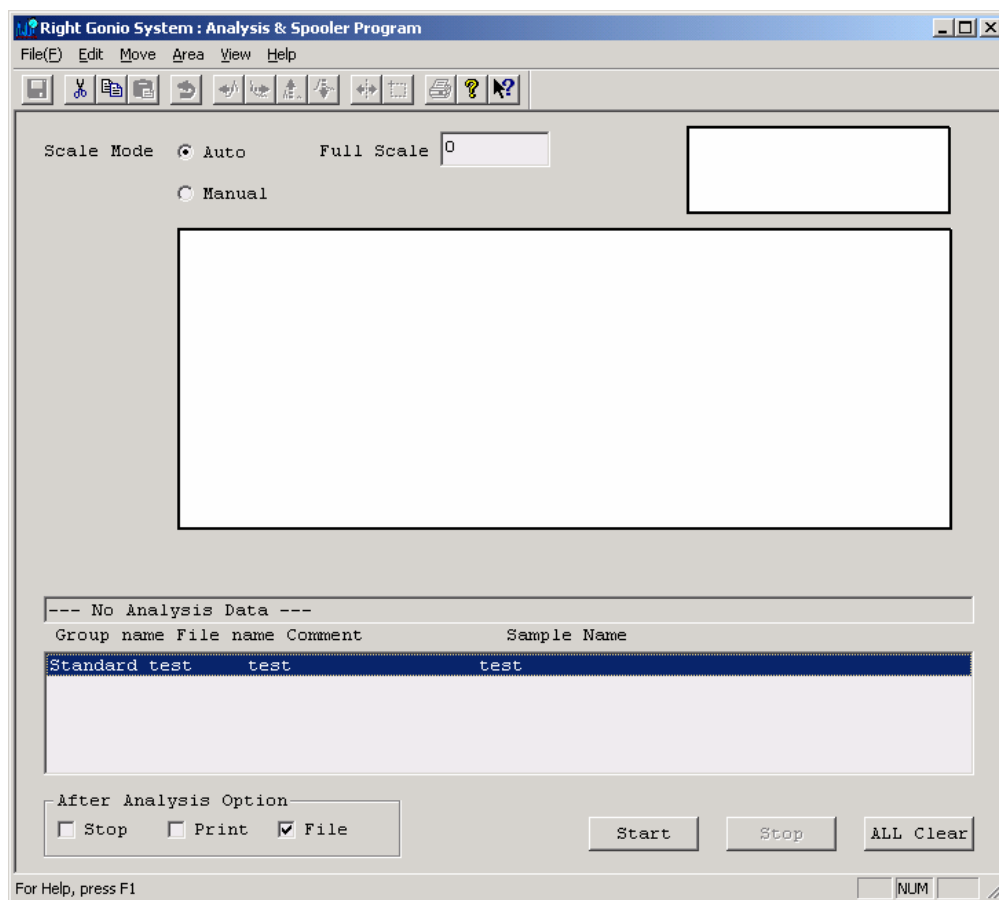 Right Gonio System : Analysis & Spooler Program
File(F) Edit Move Area View Help
Scale Mode Auto Full Scale 0
Manual
--- No Analysis Data ---
Group name File name Comment Sample Name
Standard test test test
After Analysis Option
Stop Print File Start Stop ALL Clear
For Help, press F1 NUM